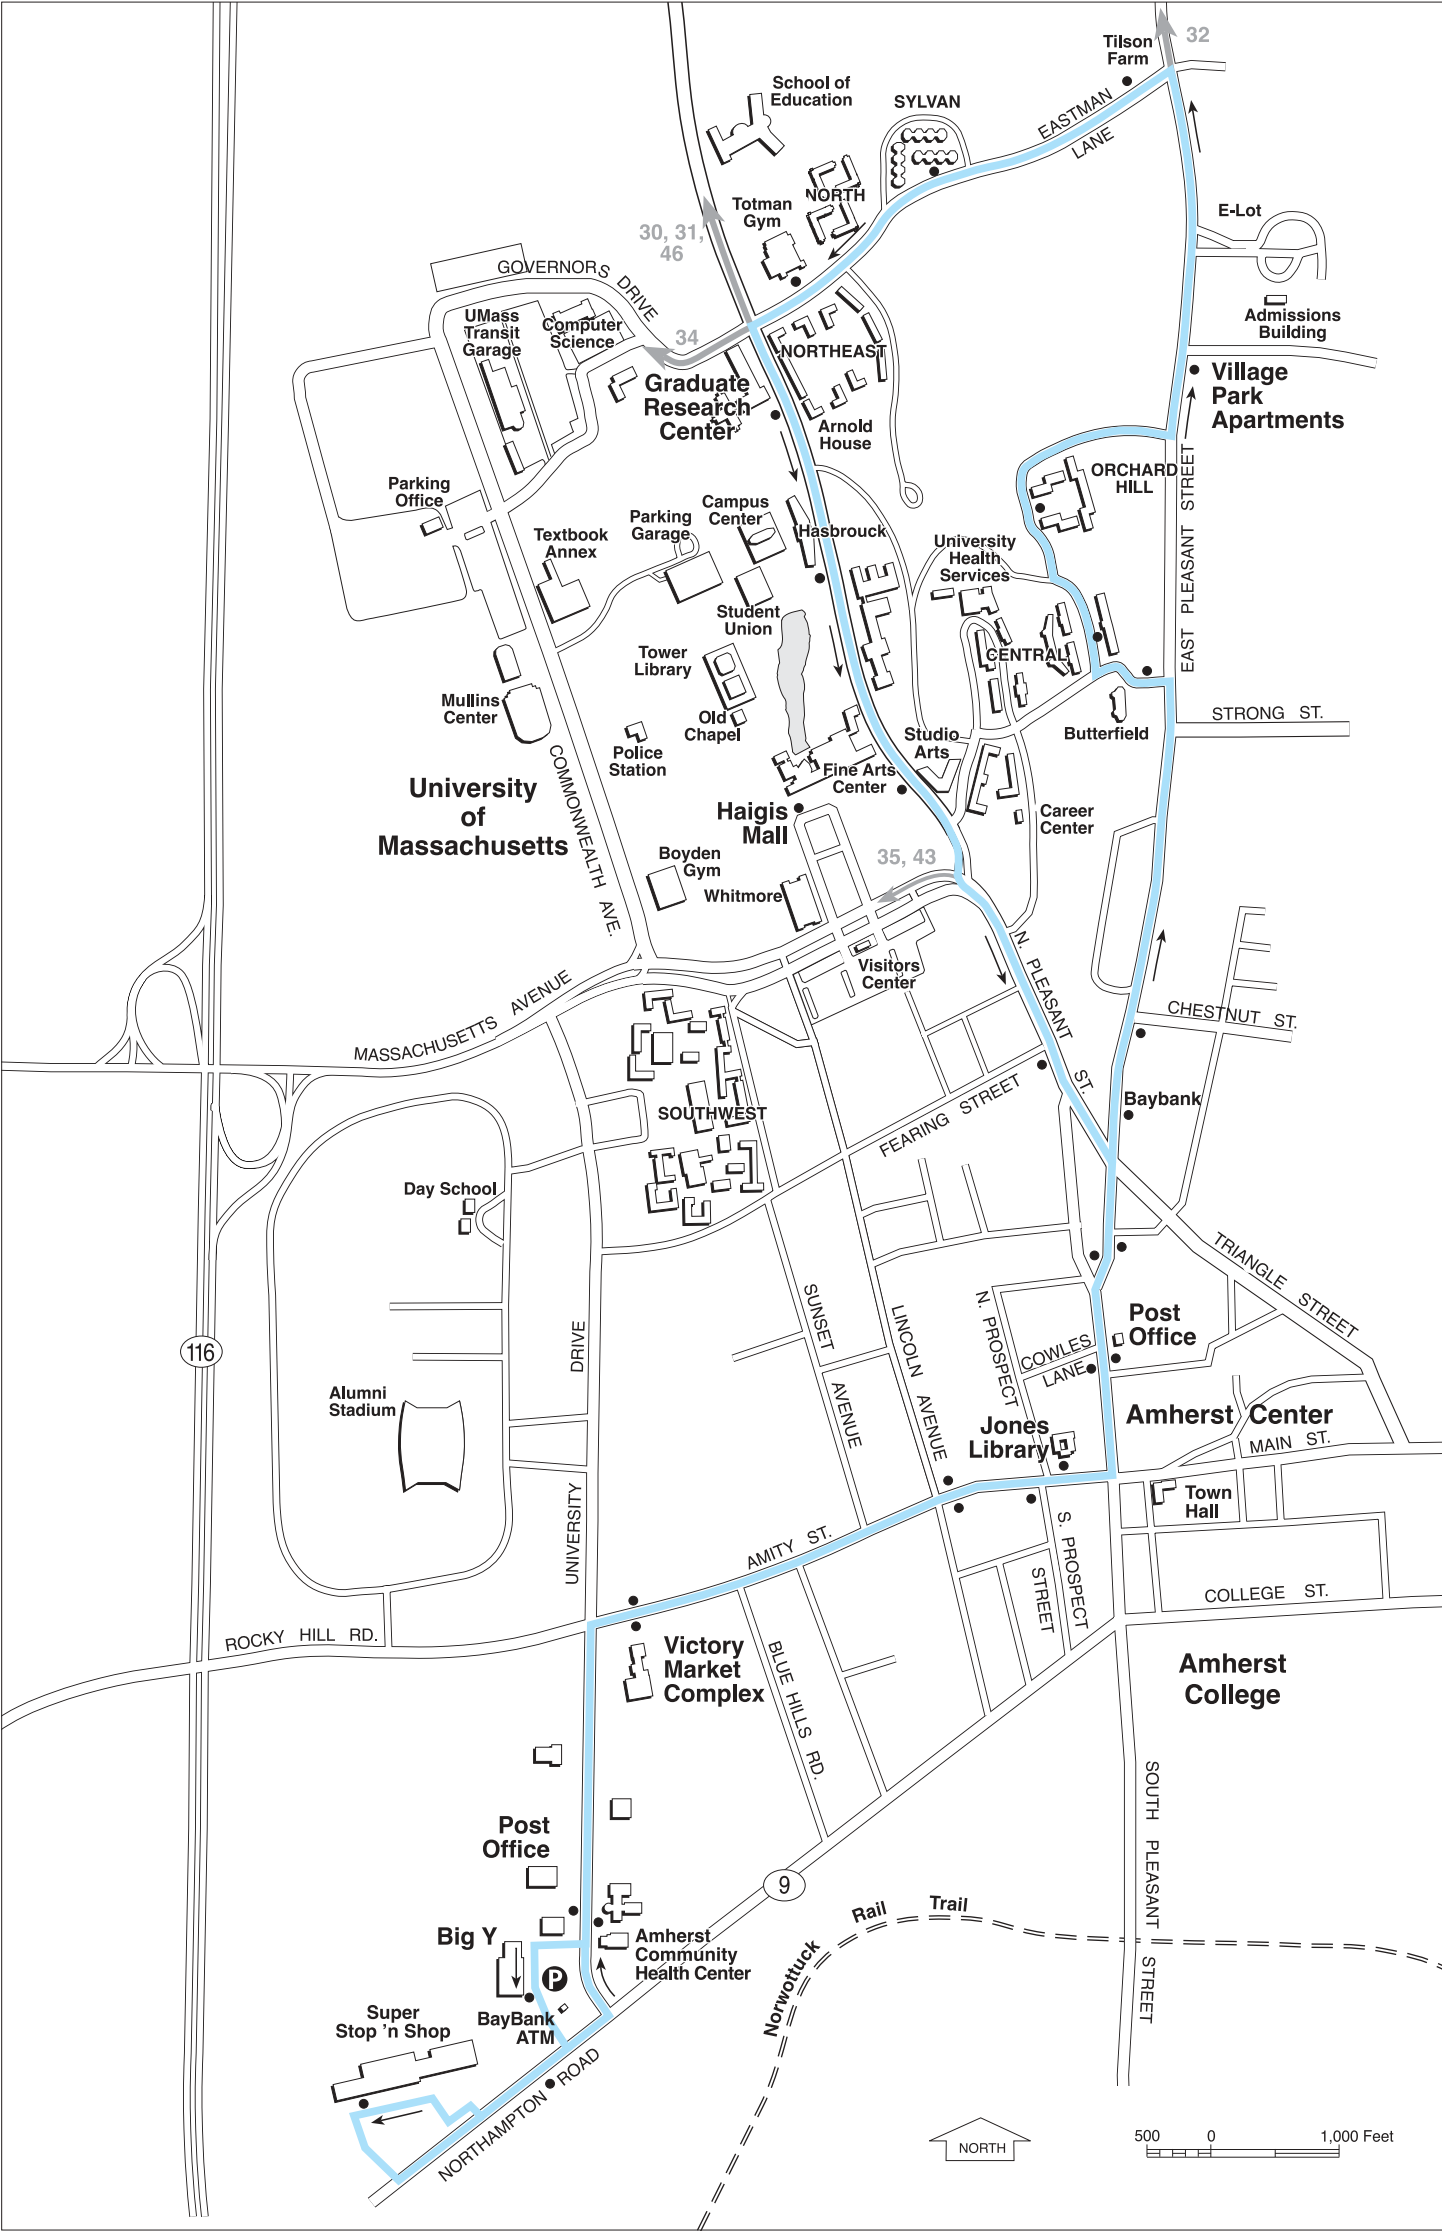 32
Tilson
Farm
School of
Education
SYLVAN
EASTMAN
LANE
NORTH
Totman
Gym
E-Lot
30, 31,
46
GOVERNORS DRIVE
UMass
Transit
Garage
Computer
Science
34
NORTHEAST
Admissions
Building
Graduate
Research
Center
Village
Park
Apartments
Arnold
House
ORCHARD
HILL
EAST PLEASANT STREET
Parking
Office
Campus
Center
Parking
Garage
Textbook
Annex
Hasbrouck
University
Health
Services
Student
Union
Tower
Library
CENTRAL
Mullins
Center
Old
Chapel
STRONG ST.
Butterfield
Studio
Arts
Police
Station
Fine Arts
Center
University
of
Massachusetts
COMMONWEALTH AVE.
Haigis
Mall
Career
Center
35, 43
Boyden
Gym
Whitmore
N. PLEASANT ST.
Visitors
Center
MASSACHUSETTS AVENUE
CHESTNUT ST.
Baybank
SOUTHWEST
FEARING STREET
Day School
TRIANGLE STREET
SUNSET AVENUE
LINCOLN AVENUE
N. PROSPECT
Post
Office
116
DRIVE
COWLES
LANE
Alumni
Stadium
Amherst Center
Jones
Library
MAIN ST.
Town
Hall
UNIVERSITY
AMITY ST.
S. PROSPECT
STREET
COLLEGE ST.
ROCKY HILL RD.
Victory
Market
Complex
BLUE HILLS RD.
Amherst
College
SOUTH PLEASANT STREET
Post
Office
9
Rail Trail
Norwottuck
Big Y
Amherst
Community
Health Center
P
BayBank
ATM
Super
Stop 'n Shop
NORTHAMPTON ROAD
NORTH
500 0 1,000 Feet